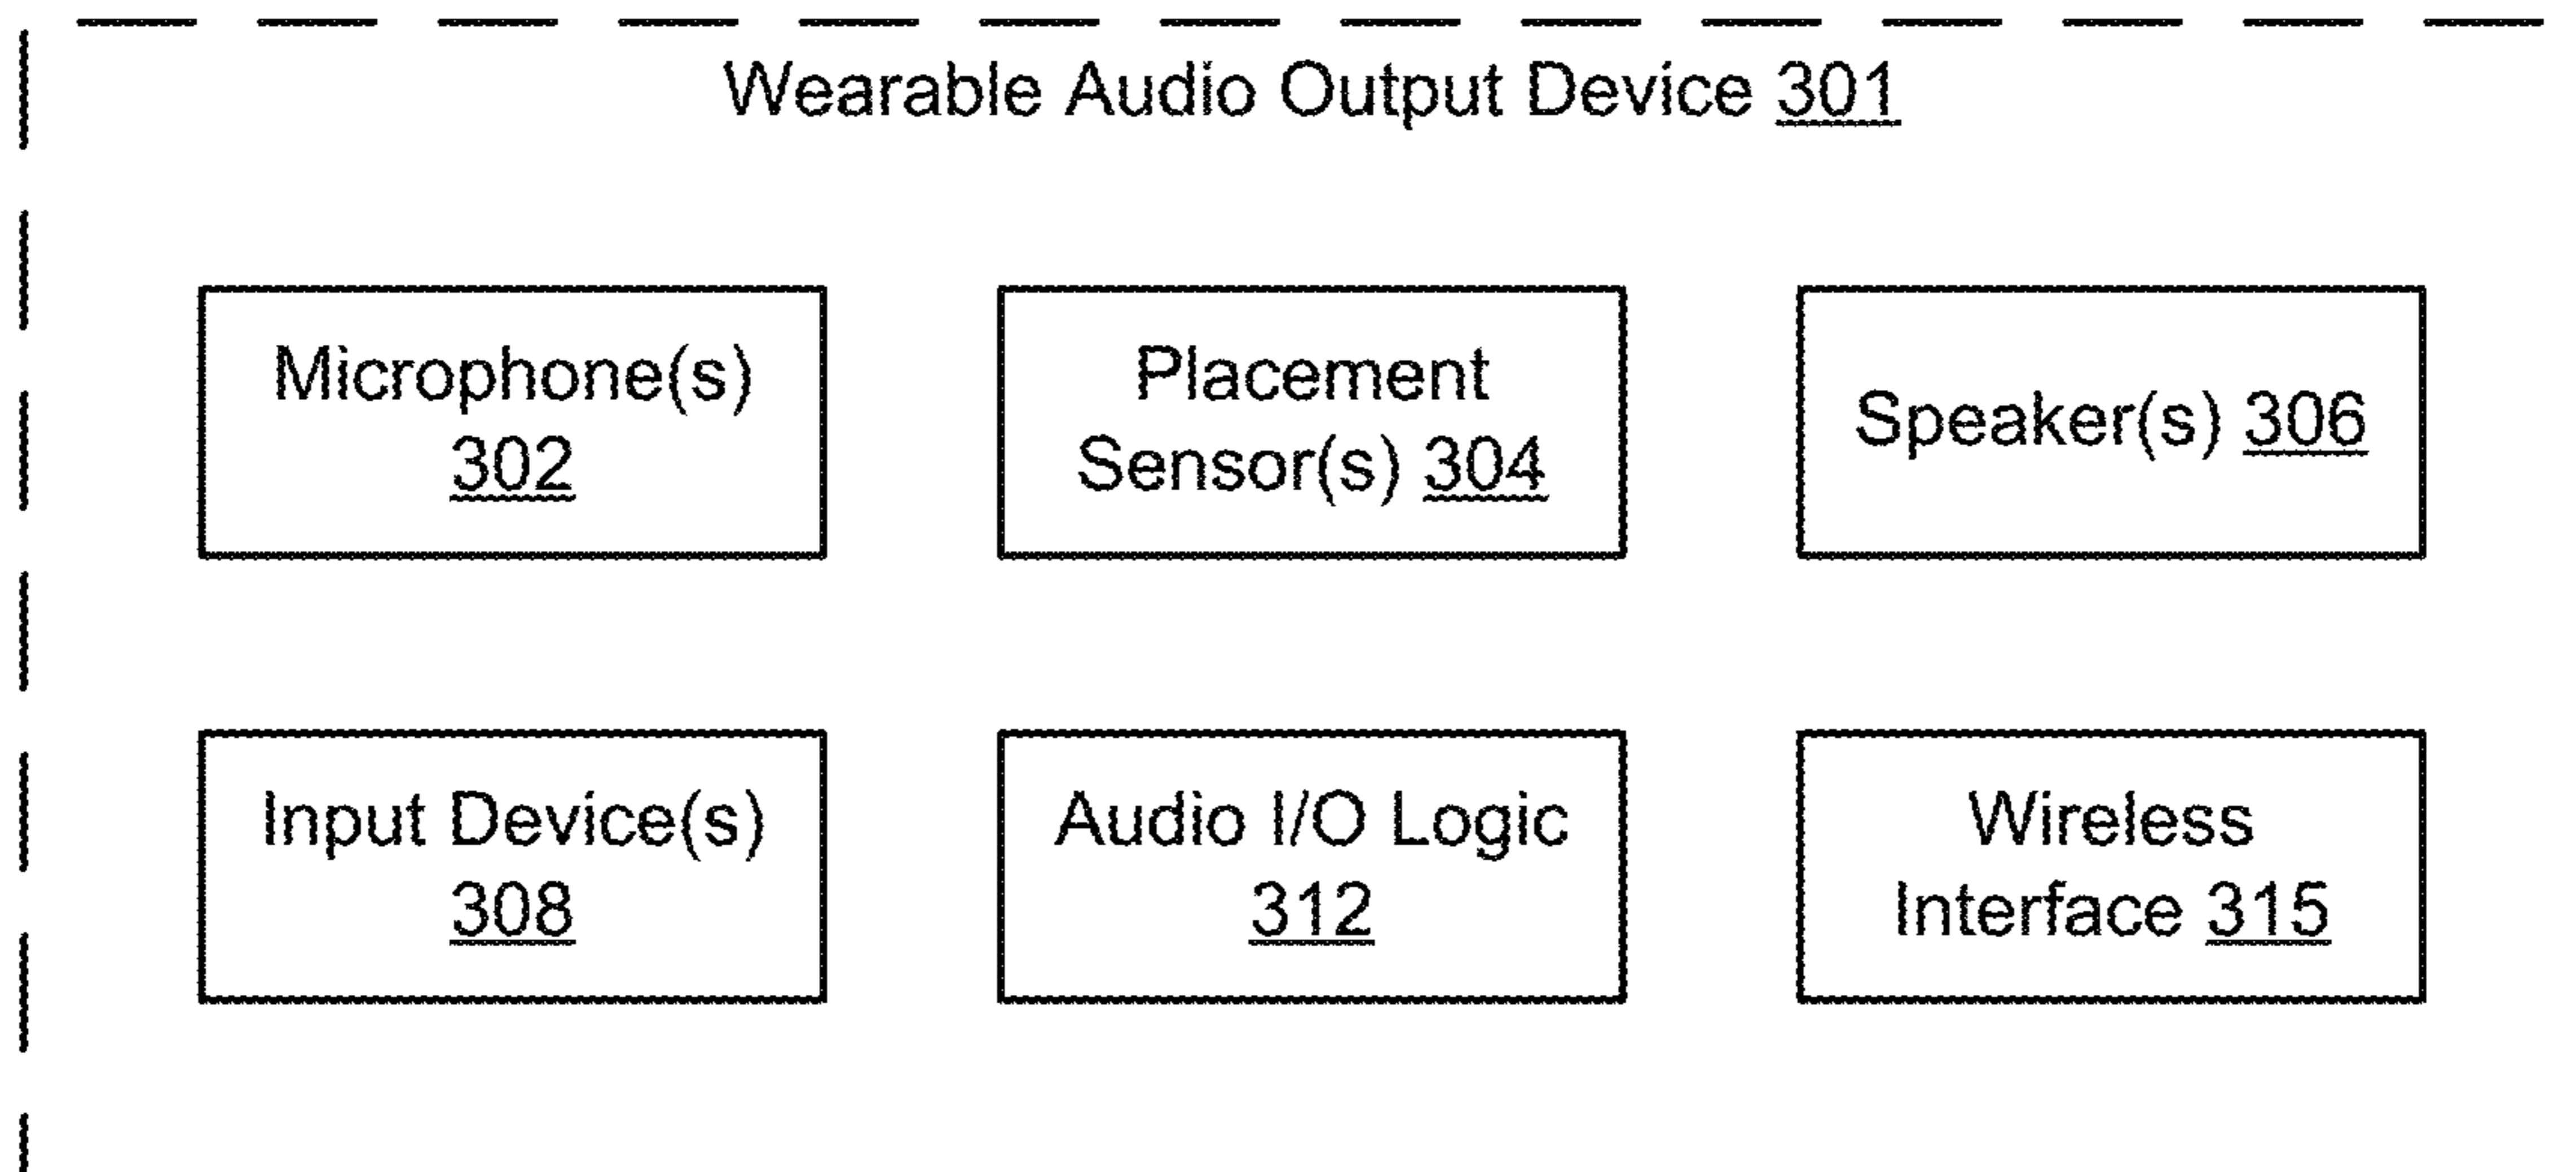 Wearable Audio Output Device 301
Microphone(s)
302
Placement
Sensor(s) 304
Speaker(s) 306
Input Device(s)
308
Audio I/O Logic
312
Wireless
Interface 315